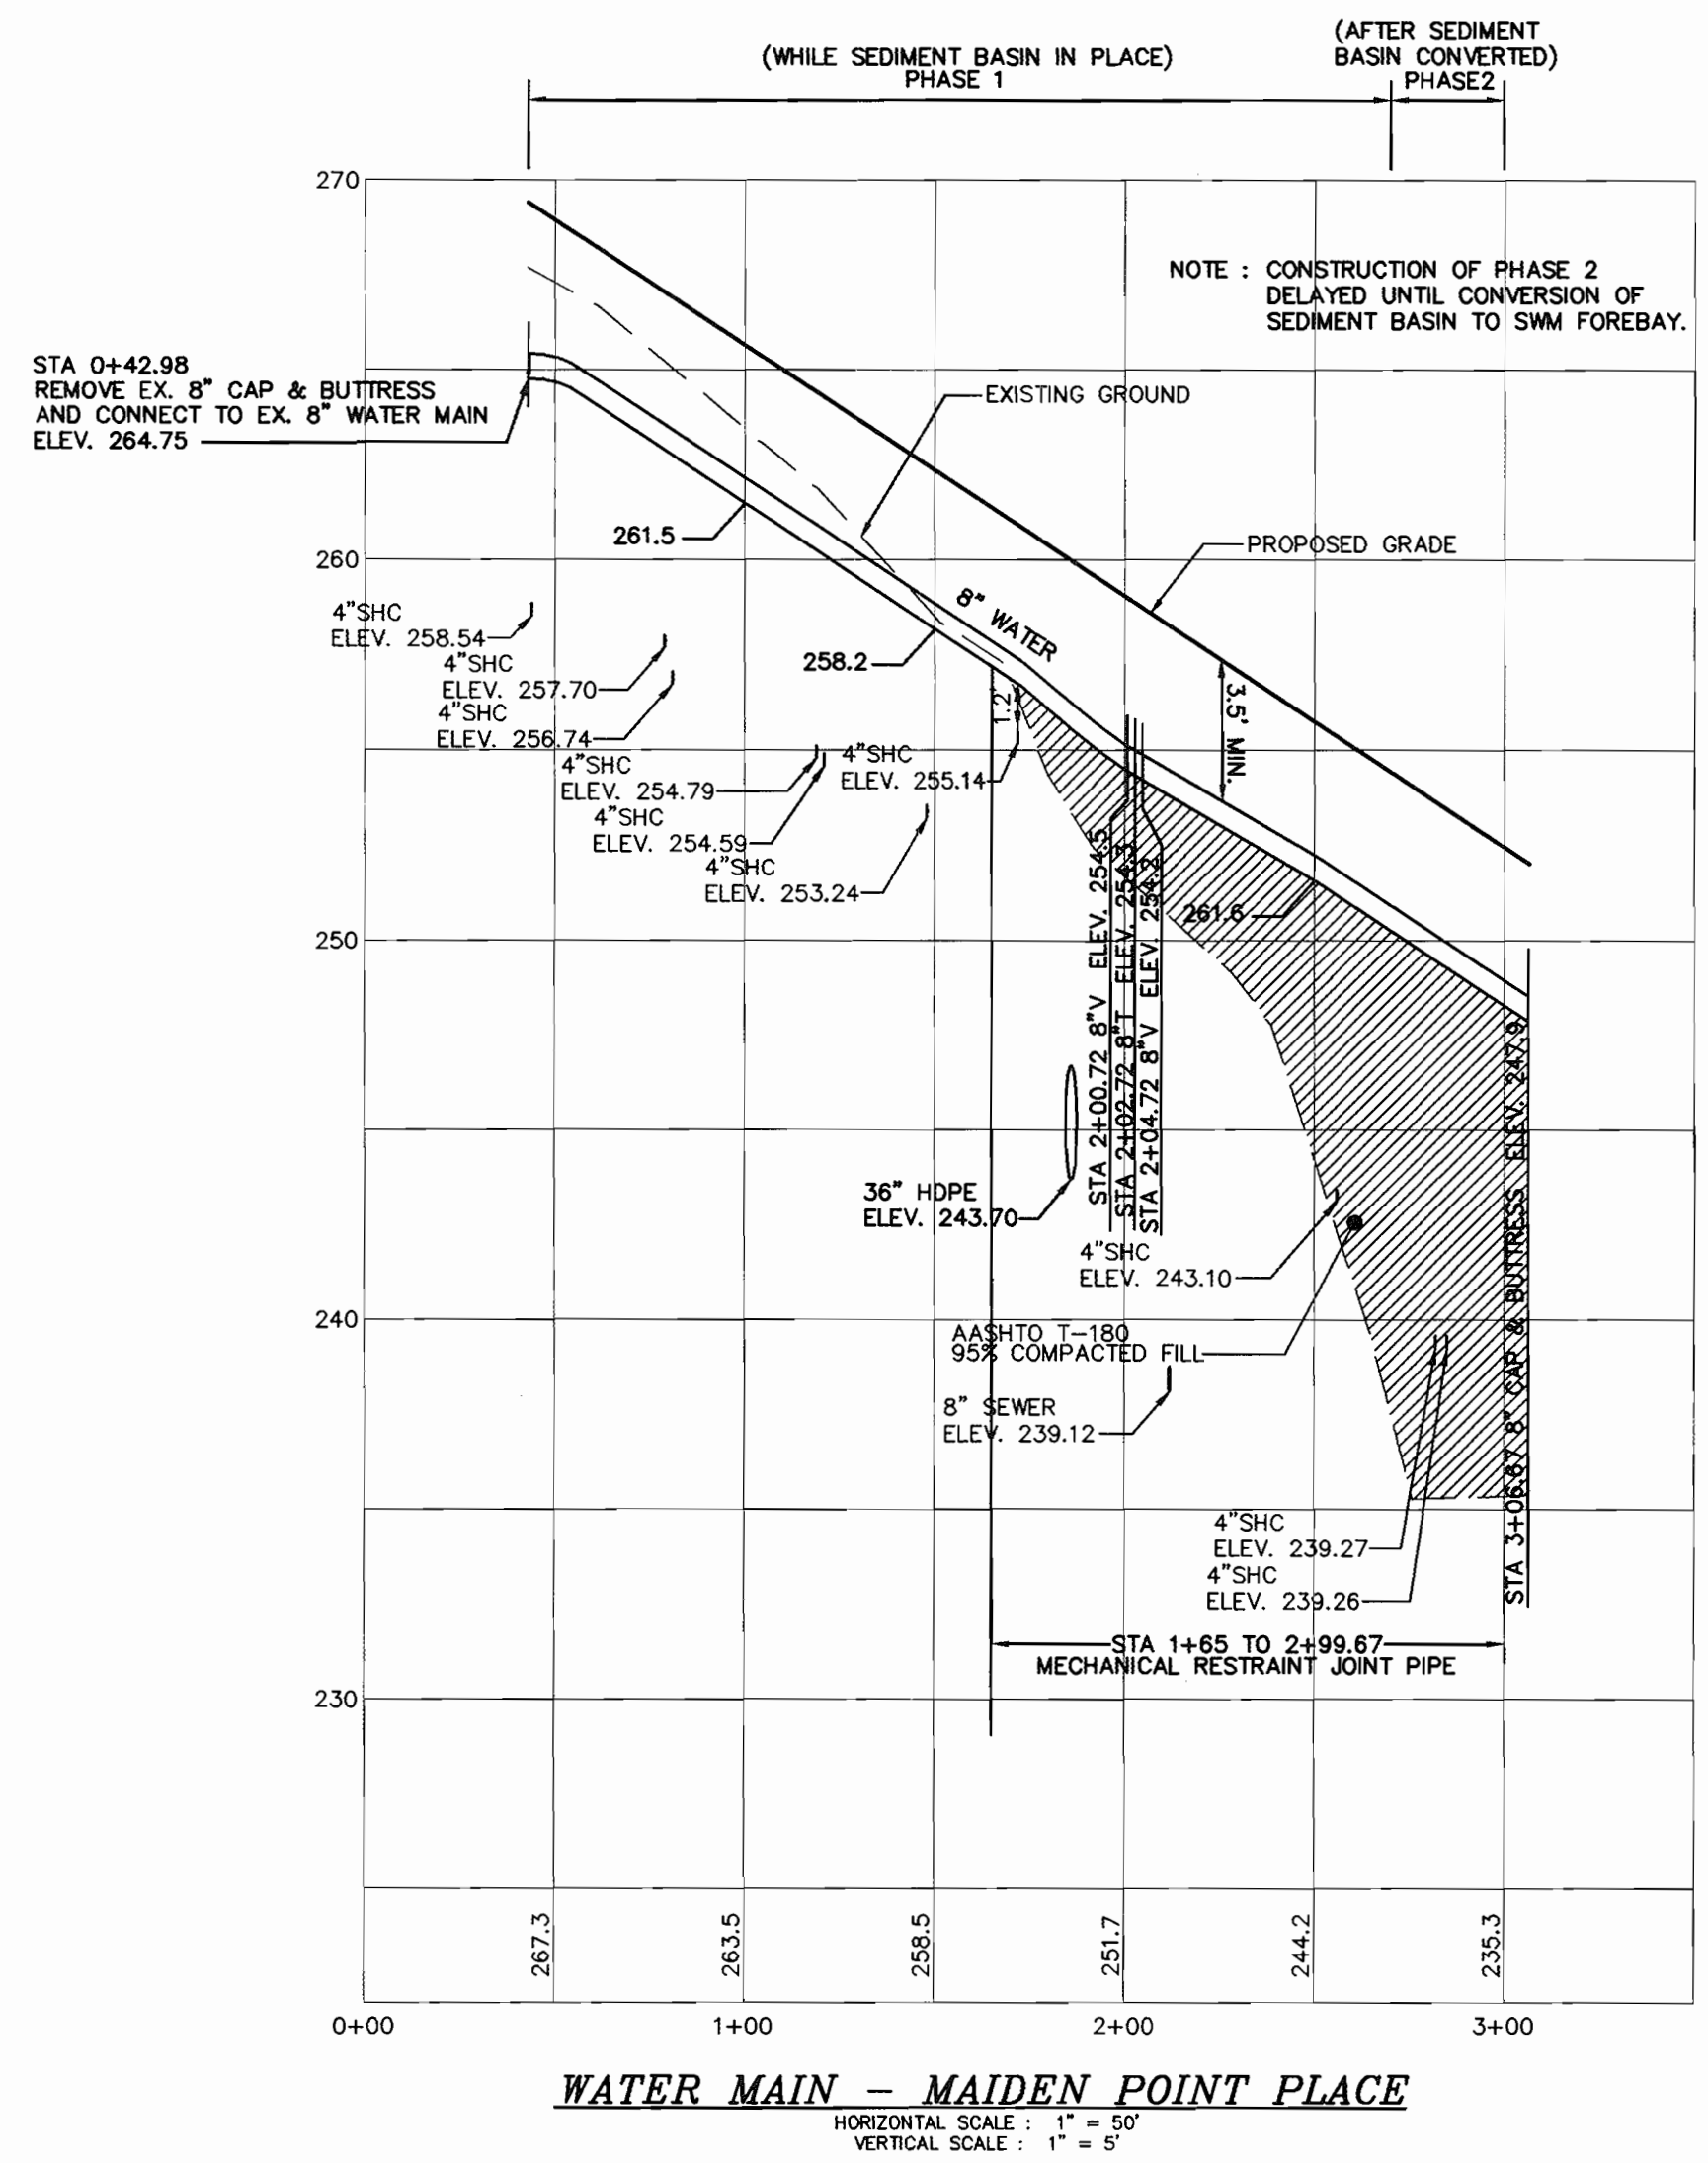 (WHILE SEDIMENT BASIN IN PLACE)
PHASE 1
(AFTER SEDIMENT
BASIN CONVERTED)
PHASE2
270
NOTE : CONSTRUCTION OF PHASE 2
DELAYED UNTIL CONVERSION OF
SEDIMENT BASIN TO SWM FOREBAY.
STA 0+42.98
REMOVE EX. 8" CAP & BUTTRESS
AND CONNECT TO EX. 8" WATER MAIN
ELEV. 264.75
EXISTING GROUND
261.5
PROPOSED GRADE
260
8" WATER
4"SHC
ELEV. 258.54
258.2
4"SHC
ELEV. 257.70
4"SHC
ELEV. 256.74
1.2'
3.5' MIN.
4"SHC
ELEV. 254.79
4"SHC
ELEV. 255.14
4"SHC
ELEV. 254.59
4"SHC
ELEV. 253.24
261.6
250
STA 2+00.72 8"V ELEV. 254.5
STA 2+02.72 8"T ELEV. 254.3
STA 2+04.72 8"V ELEV. 254.2
36" HDPE
ELEV. 243.70
4"SHC
ELEV. 243.10
240
AASHTO T-180
95% COMPACTED FILL
8" SEWER
ELEV. 239.12
STA 3+06.67 8" CAP & BUTTRESS ELEV. 247.9
4"SHC
ELEV. 239.27
4"SHC
ELEV. 239.26
STA 1+65 TO 2+99.67
MECHANICAL RESTRAINT JOINT PIPE
230
267.3
263.5
258.5
251.7
244.2
235.3
0+00
1+00
2+00
3+00
WATER MAIN - MAIDEN POINT PLACE
HORIZONTAL SCALE : 1" = 50'
VERTICAL SCALE : 1" = 5'